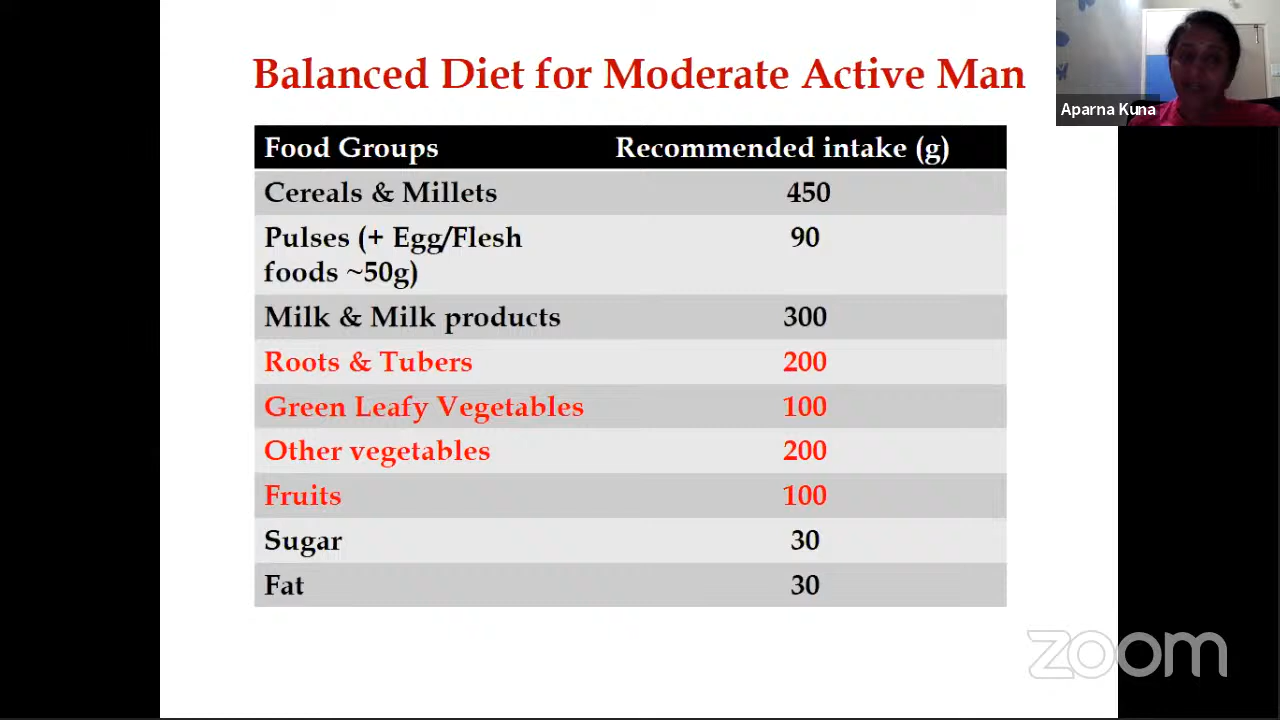 Balanced Diet for Moderate Active Man
Aparna Kuna
Food Groups Recommended intake (g)
Cereals & Millets 450
Pulses (+ Egg/Flesh 90
foods ~50g)
Milk & Milk products 300
Roots & Tubers 200
Green Leafy Vegetables 100
Other vegetables 200
Fruits 100
Sugar 30
Fat 30
zoom